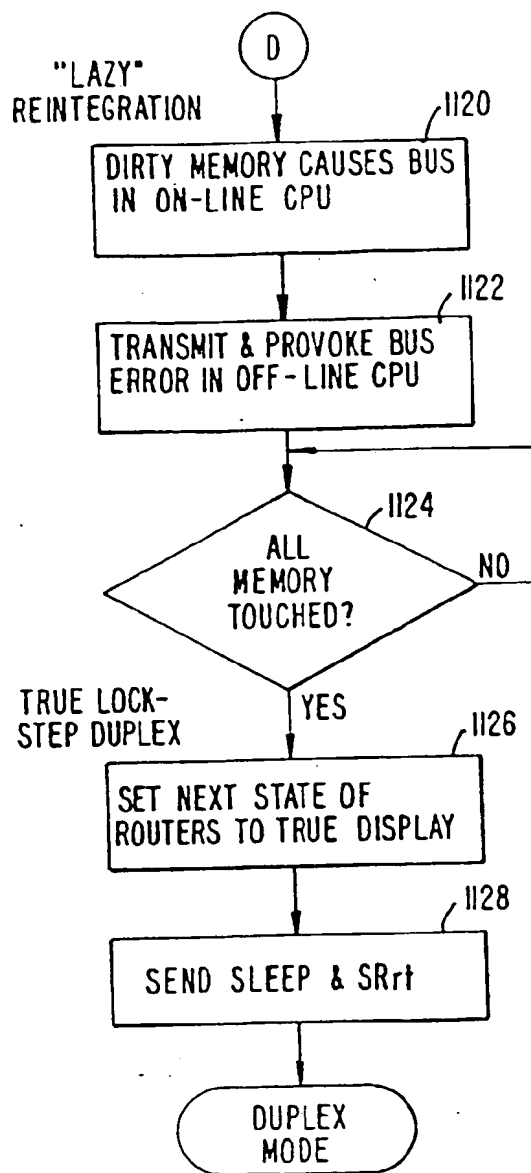 D
"LAZY"
REINTEGRATION
1120
DIRTY MEMORY CAUSES BUS
IN ON-LINE CPU
1122
TRANSMIT & PROVOKE BUS
ERROR IN OFF-LINE CPU
1124
ALL
MEMORY
TOUCHED?
NO
YES
TRUE LOCK-
STEP DUPLEX
1126
SET NEXT STATE OF
ROUTERS TO TRUE DISPLAY
1128
SEND SLEEP & SRrt
DUPLEX
MODE